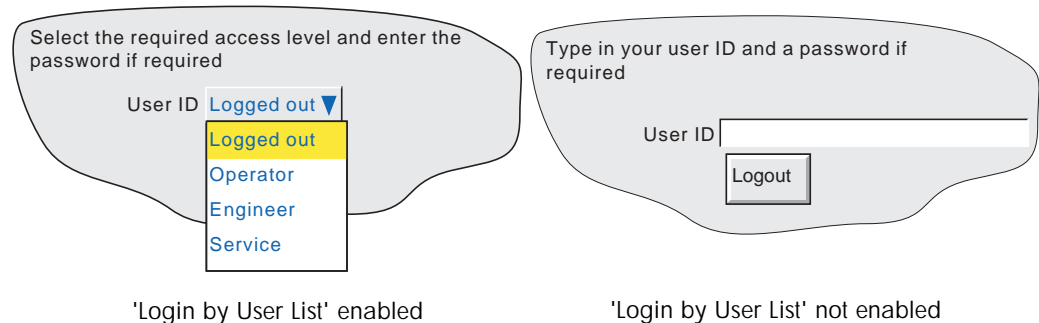 Select the required access level and enter the
password if required
User ID Logged out
Logged out
Operator
Engineer
Service
'Login by User List' enabled
Type in your user ID and a password if
required
User ID
Logout
'Login by User List' not enabled